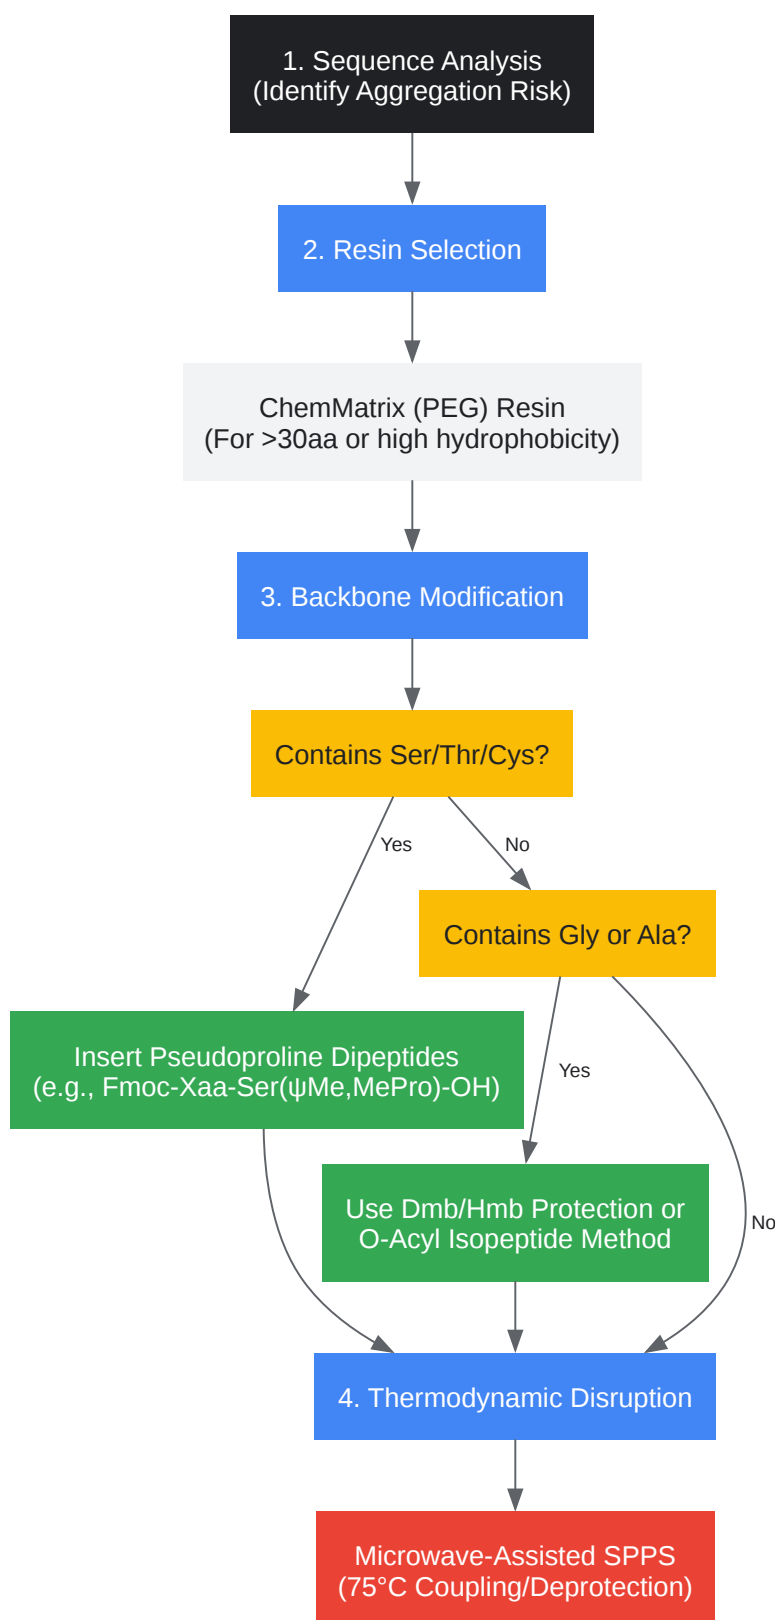 1. Sequence Analysis
(Identify Aggregation Risk)
2. Resin Selection
ChemMatrix (PEG) Resin
(For >30aa or high hydrophobicity)
3. Backbone Modification
Contains Ser/Thr/Cys?
Yes
No
Contains Gly or Ala?
Insert Pseudoproline Dipeptides
(e.g., Fmoc-Xaa-Ser(ψMe,MePro)-OH)
Yes
Use Dmb/Hmb Protection or
O-Acyl Isopeptide Method
No
4. Thermodynamic Disruption
Microwave-Assisted SPPS
(75°C Coupling/Deprotection)